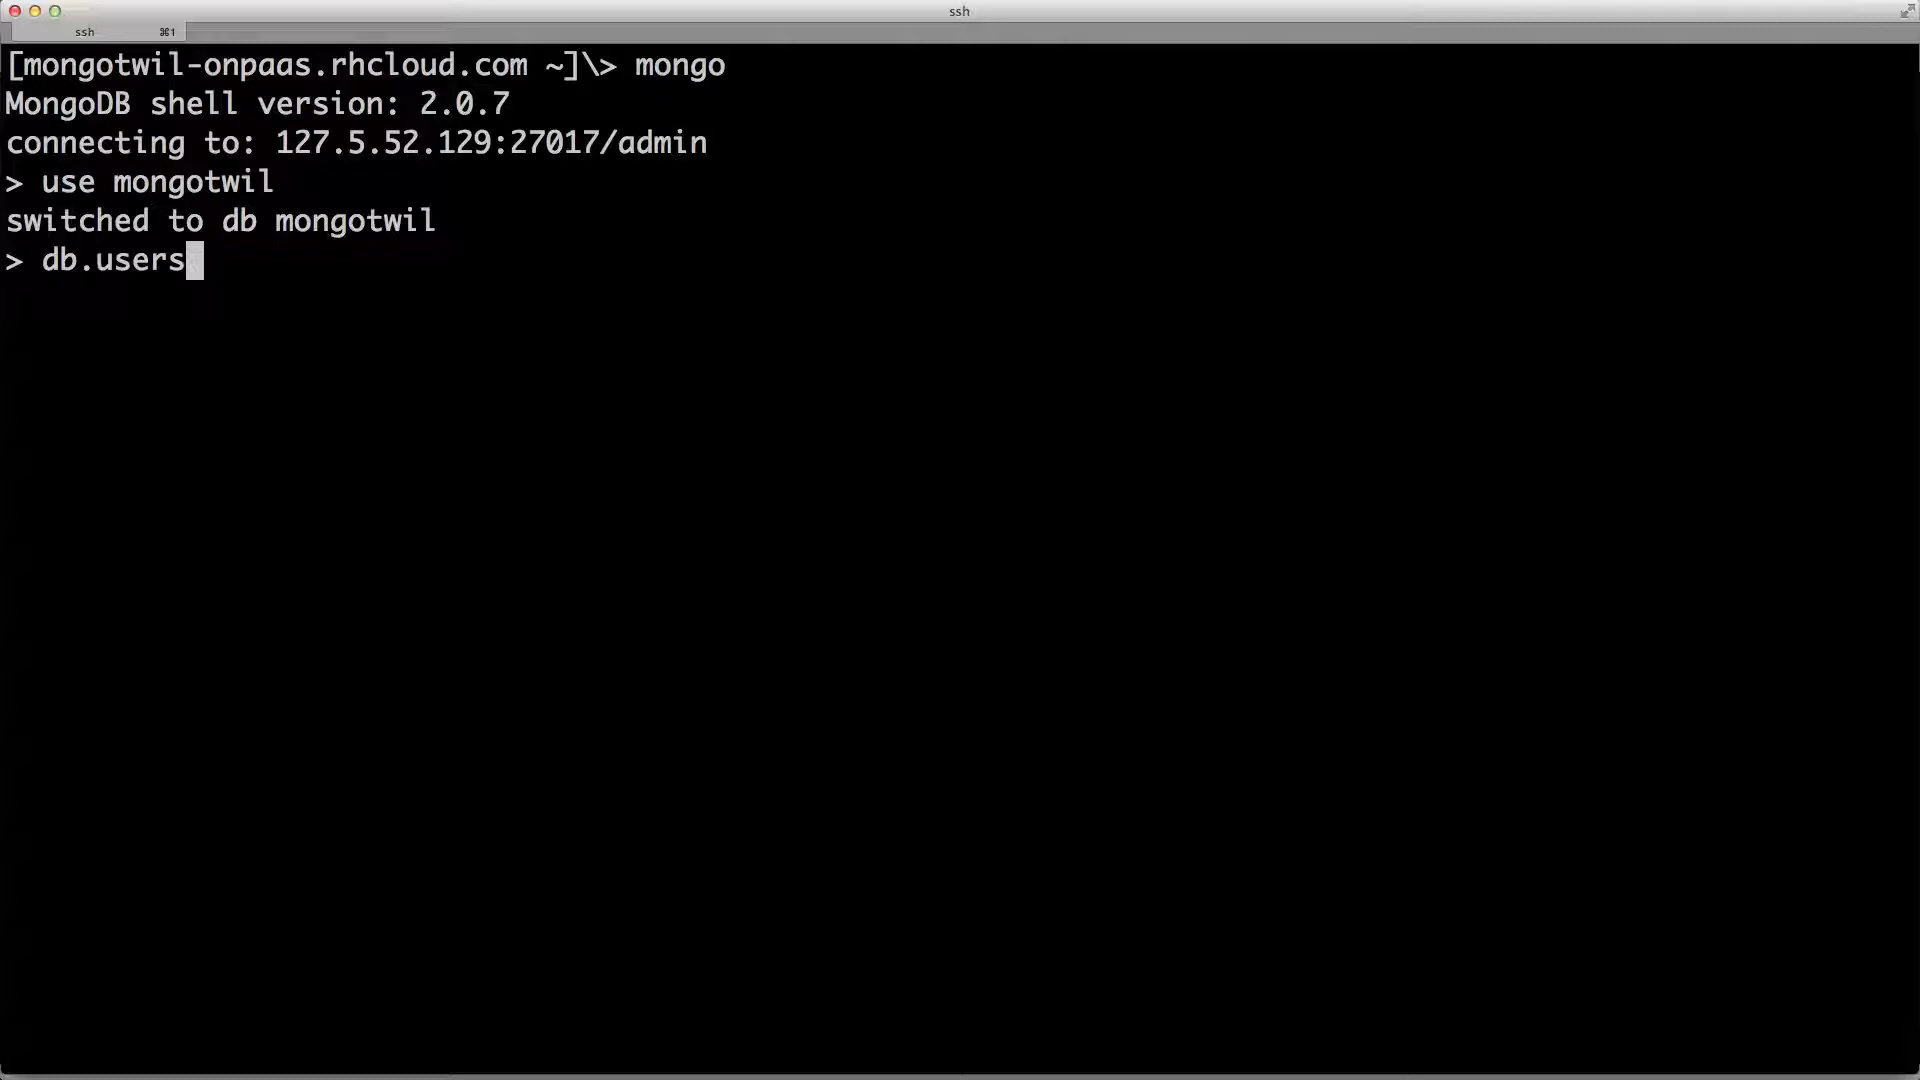 ssh
ssh ⌘1
[mongotwil-onpaas.rhcloud.com ~]\> mongo
MongoDB shell version: 2.0.7
connecting to: 127.5.52.129:27017/admin
> use mongotwil
switched to db mongotwil
> db.users